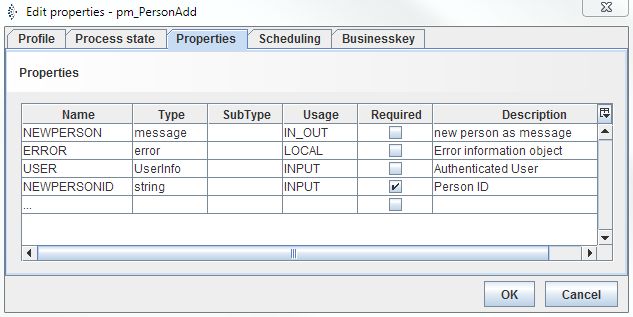 Edit properties - pm_PersonAdd
Profile Process state Properties Scheduling Businesskey
Properties
Name Type SubType Usage Required Description
NEWPERSON message IN_OUT new person as message
ERROR error LOCAL Error information object
USER UserInfo INPUT Authenticated User
NEWPERSONID string INPUT Person ID
...
OK Cancel